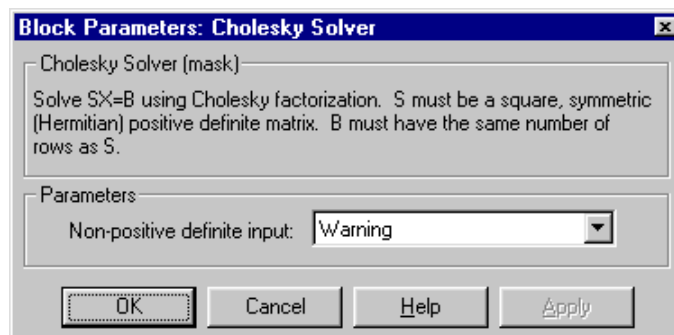 Block Parameters: Cholesky Solver
Cholesky Solver (mask)
Solve SX=B using Cholesky factorization. S must be a square, symmetric
(Hermitian) positive definite matrix. B must have the same number of
rows as S.
Parameters
Non-positive definite input: Warning
OK Cancel Help Apply